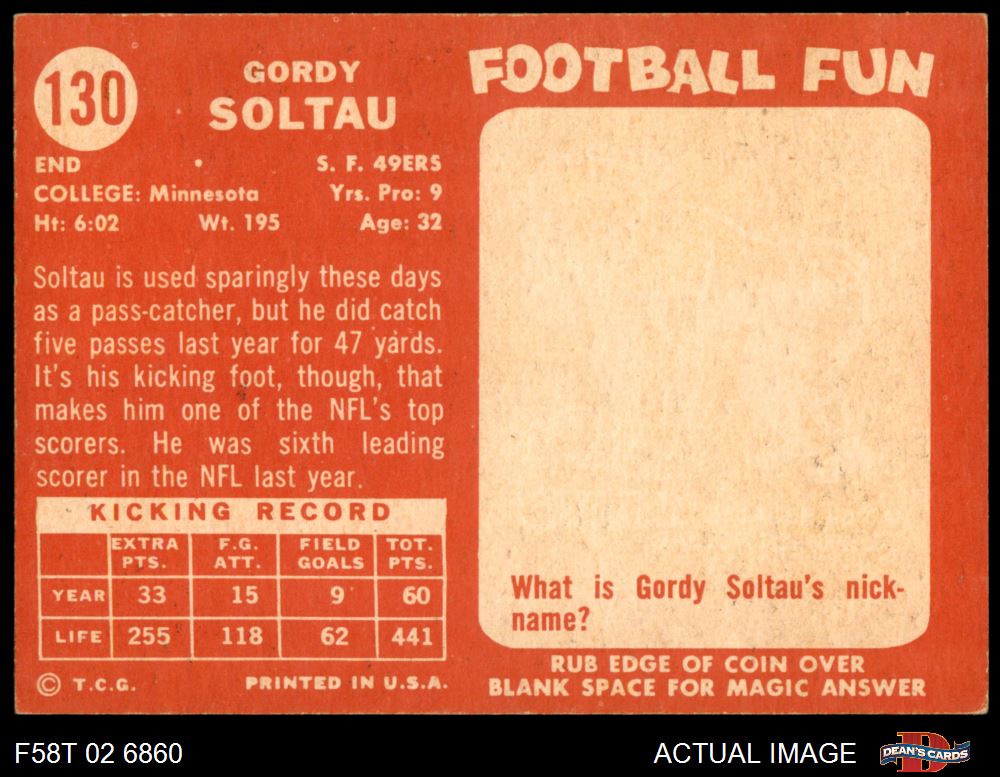 130
GORDY
SOLTAU
END • S. F. 49ERS
COLLEGE: Minnesota Yrs. Pro: 9
Ht: 6:02 Wt. 195 Age: 32
Soltau is used sparingly these days
as a pass-catcher, but he did catch
five passes last year for 47 yards.
It's his kicking foot, though, that
makes him one of the NFL's top
scorers. He was sixth leading
scorer in the NFL last year.
KICKING RECORD
EXTRA PTS. F.G. ATT. FIELD GOALS TOT. PTS.
YEAR 33 15 9 60
LIFE 255 118 62 441
© T.C.G. PRINTED IN U.S.A.
FOOTBALL FUN
What is Gordy Soltau's nick-
name?
RUB EDGE OF COIN OVER
BLANK SPACE FOR MAGIC ANSWER
F58T 02 6860 ACTUAL IMAGE
D
DEAN'S CARDS